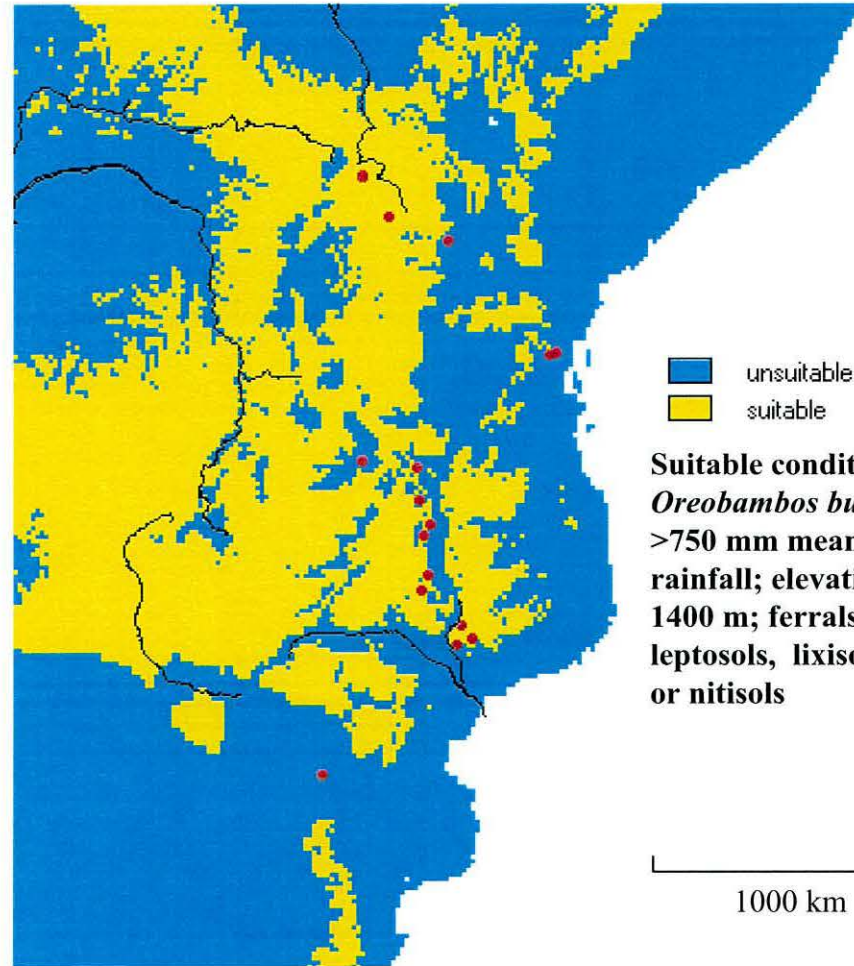 unsuitable
suitable
Suitable condit
Oreobambos bu
>750 mm mean
rainfall; elevati
1400 m; ferrals
leptosols, lixiso
or nitisols
1000 km